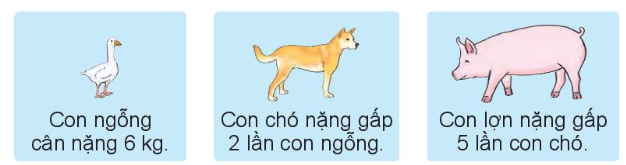 Con ngỗng
cân nặng 6 kg.
Con chó nặng gấp
2 lần con ngỗng.
Con lợn nặng gấp
5 lần con chó.